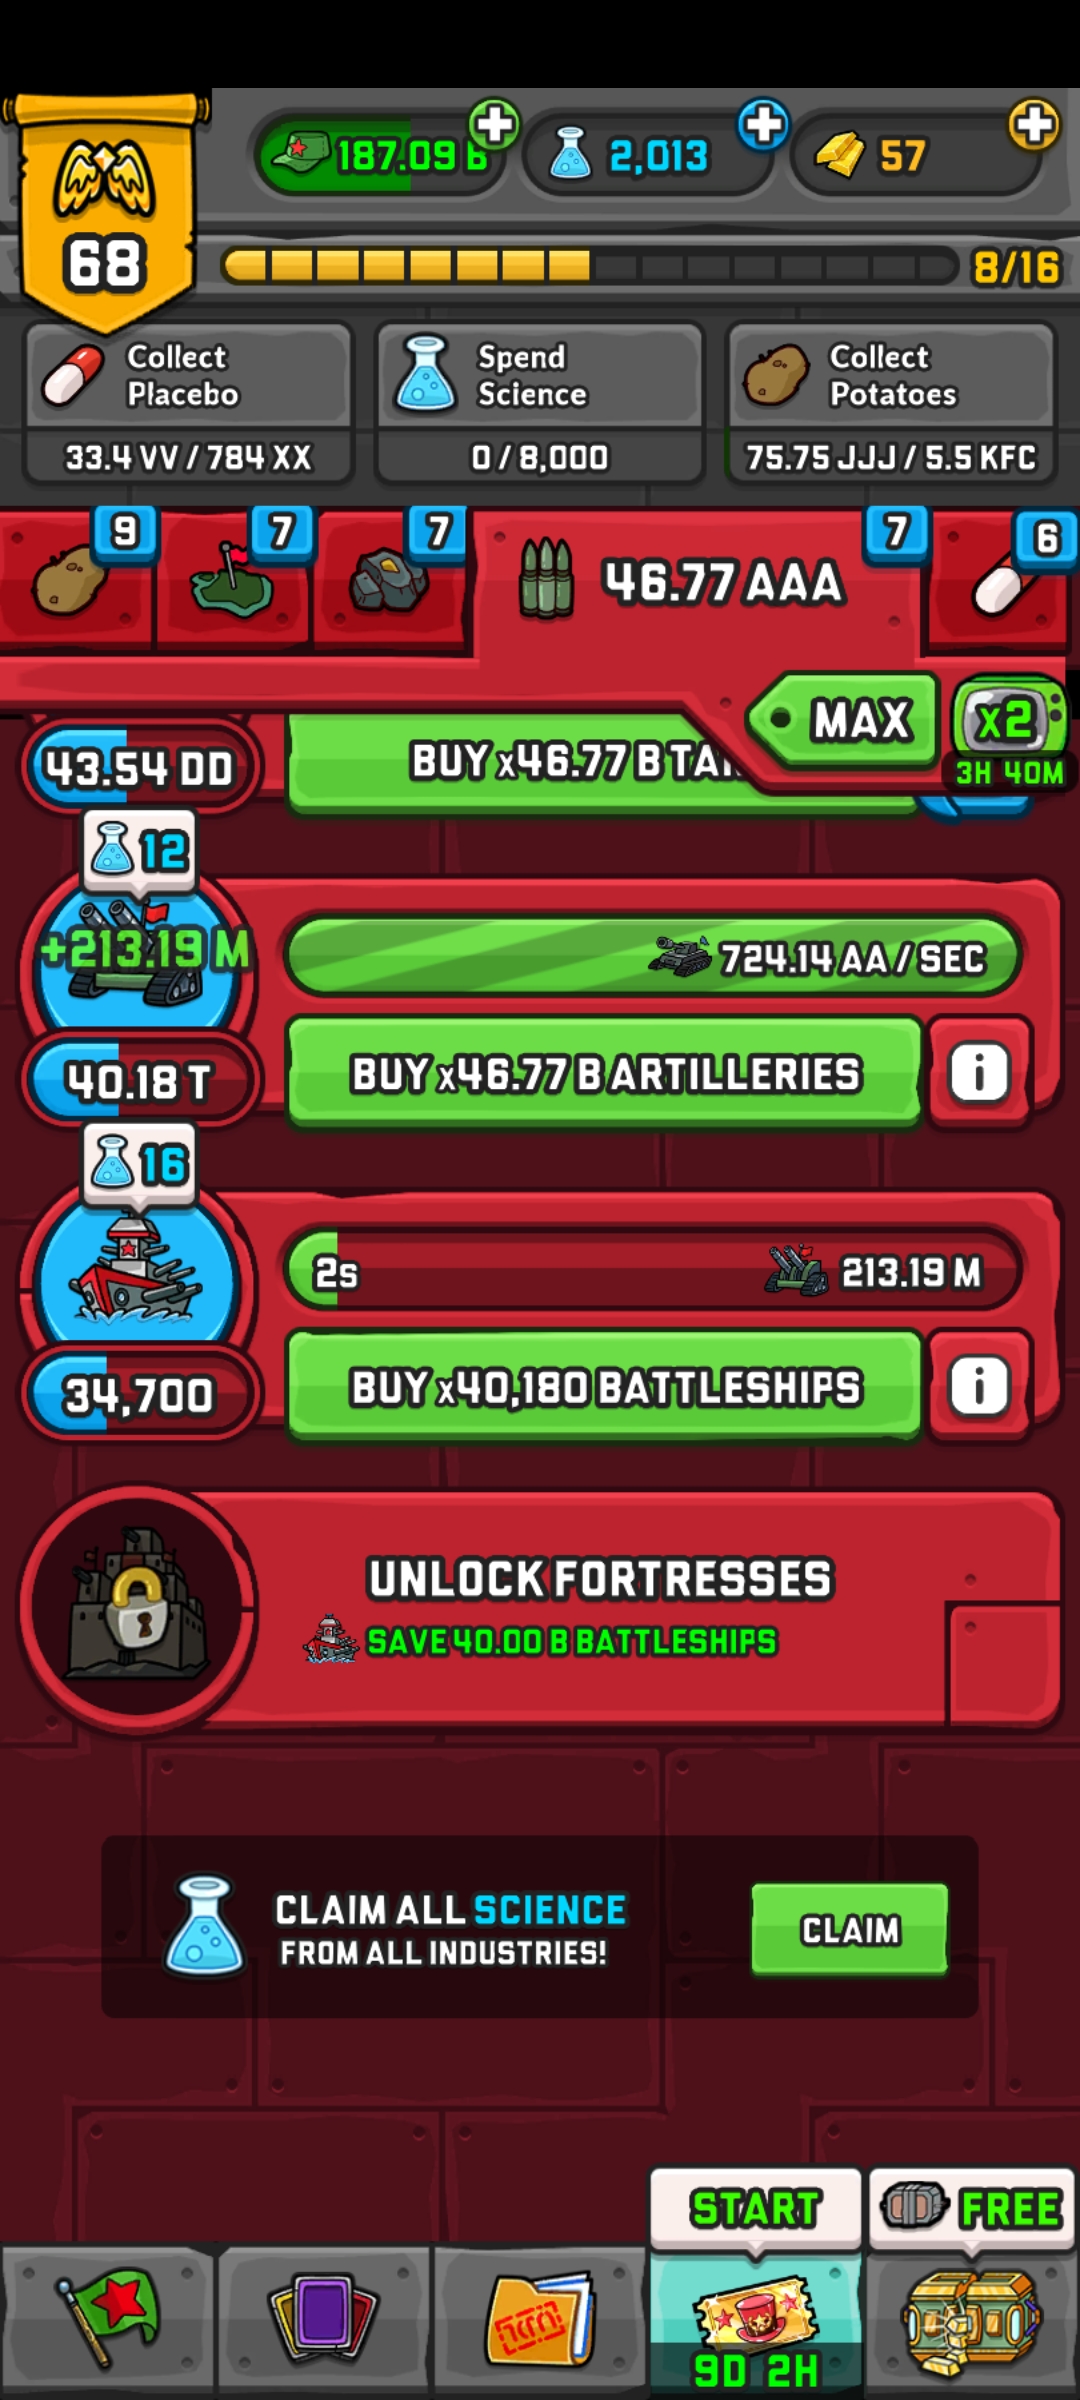 187.09 B
2,013
57
68
8/16
Collect
Placebo
33.4 VV / 784 XX
Spend
Science
0 / 8,000
Collect
Potatoes
75.75 JJJ / 5.5 KFC
9
7
7
46.77 AAA
7
6
MAX
x2
3H 40M
43.54 DD
BUY x46.77 B
12
+213.19 M
724.14 AA / SEC
40.18 T
BUY x46.77 B ARTILLERIES
i
16
2s
213.19 M
34,700
BUY x40,180 BATTLESHIPS
i
UNLOCK FORTRESSES
SAVE 40.00 B BATTLESHIPS
CLAIM ALL SCIENCE
FROM ALL INDUSTRIES!
CLAIM
START
FREE
9D 2H